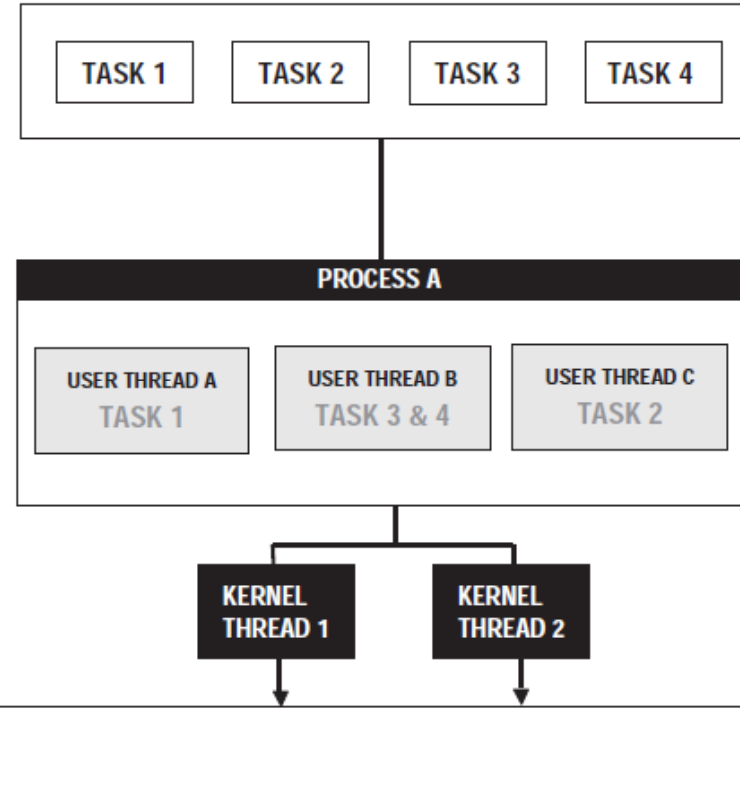 TASK 1
TASK 2
TASK 3
TASK 4
PROCESS A
USER THREAD A
TASK 1
USER THREAD B
TASK 3 & 4
USER THREAD C
TASK 2
KERNEL
THREAD 1
KERNEL
THREAD 2